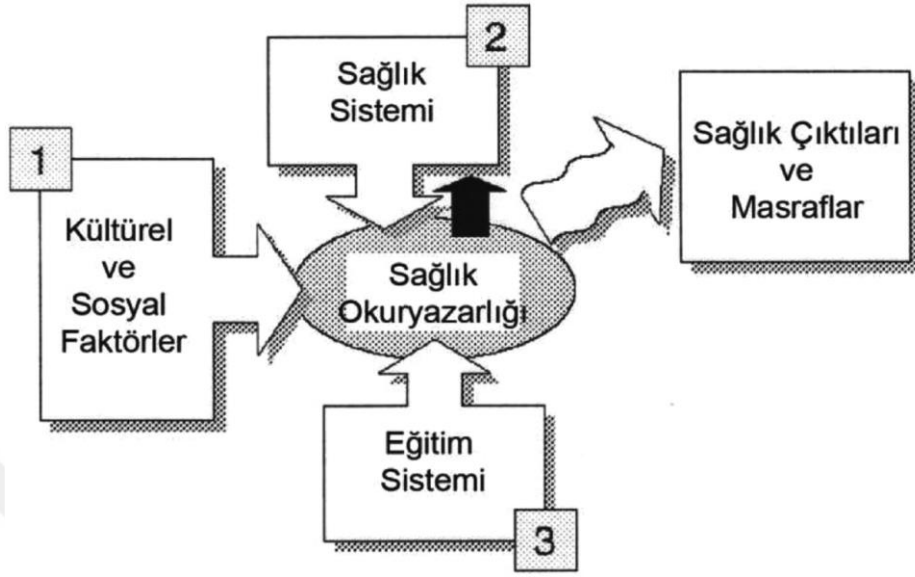 1
Kültürel
ve
Sosyal
Faktörler
2
Sağlık
Sistemi
Sağlık
Okuryazarlığı
Eğitim
Sistemi
3
Sağlık Çıktıları
ve
Masraflar